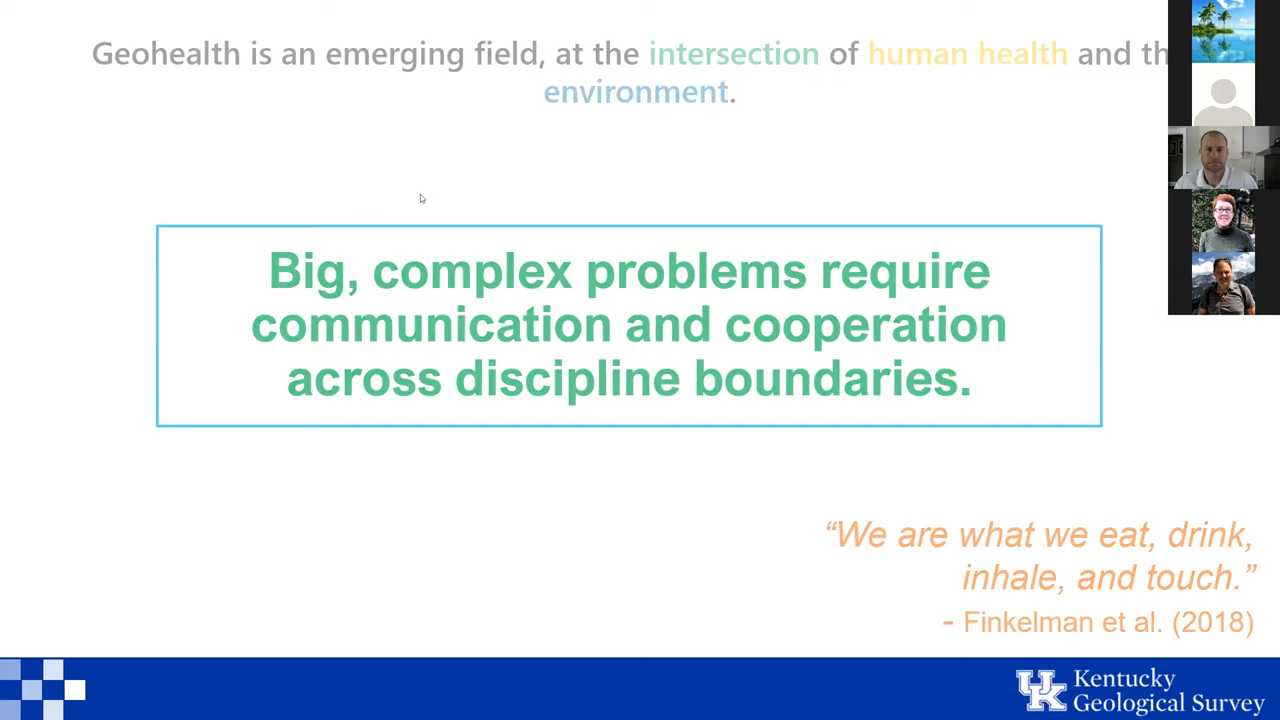 Geohealth is an emerging field, at the intersection of human health and th
environment.
Big, complex problems require
communication and cooperation
across discipline boundaries.
“We are what we eat, drink,
inhale, and touch.”
- Finkelman et al. (2018)
UK Kentucky
Geological Survey